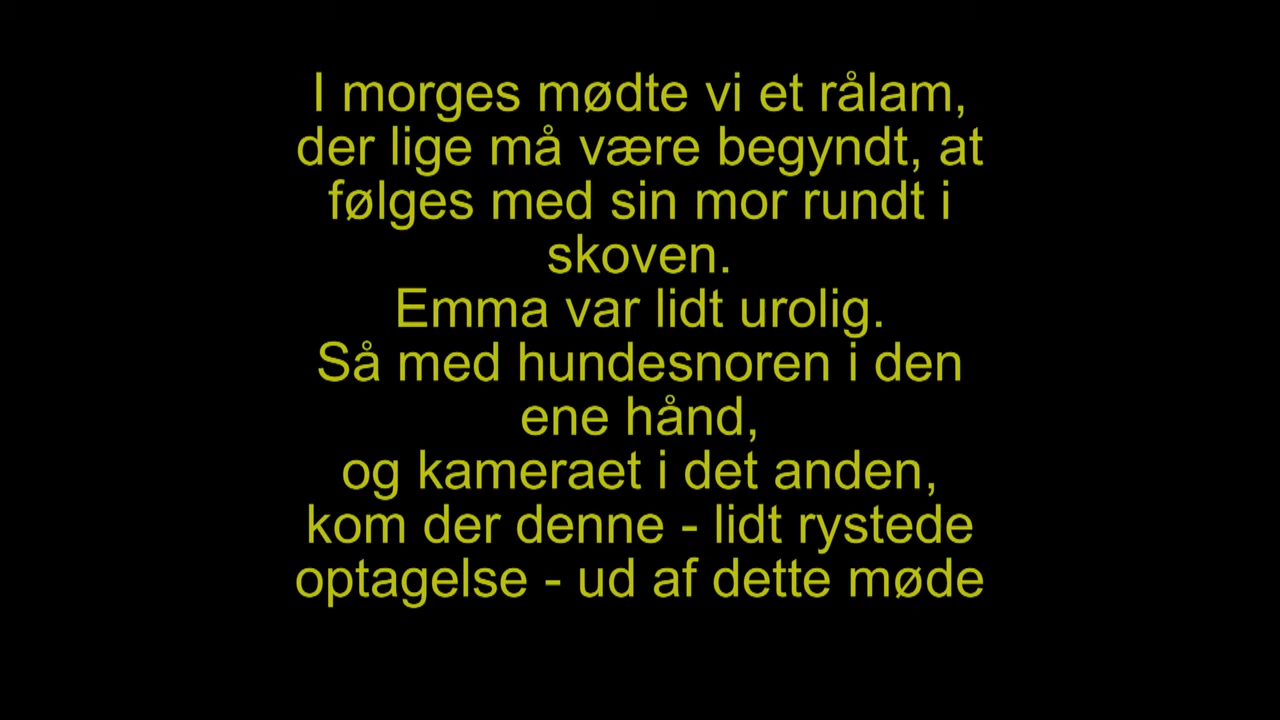 I morges mødte vi et rålam,
der lige må være begyndt, at
følges med sin mor rundt i
skoven.
Emma var lidt urolig.
Så med hundesnoren i den
ene hånd,
og kameraet i det anden,
kom der denne - lidt rystede
optagelse - ud af dette møde